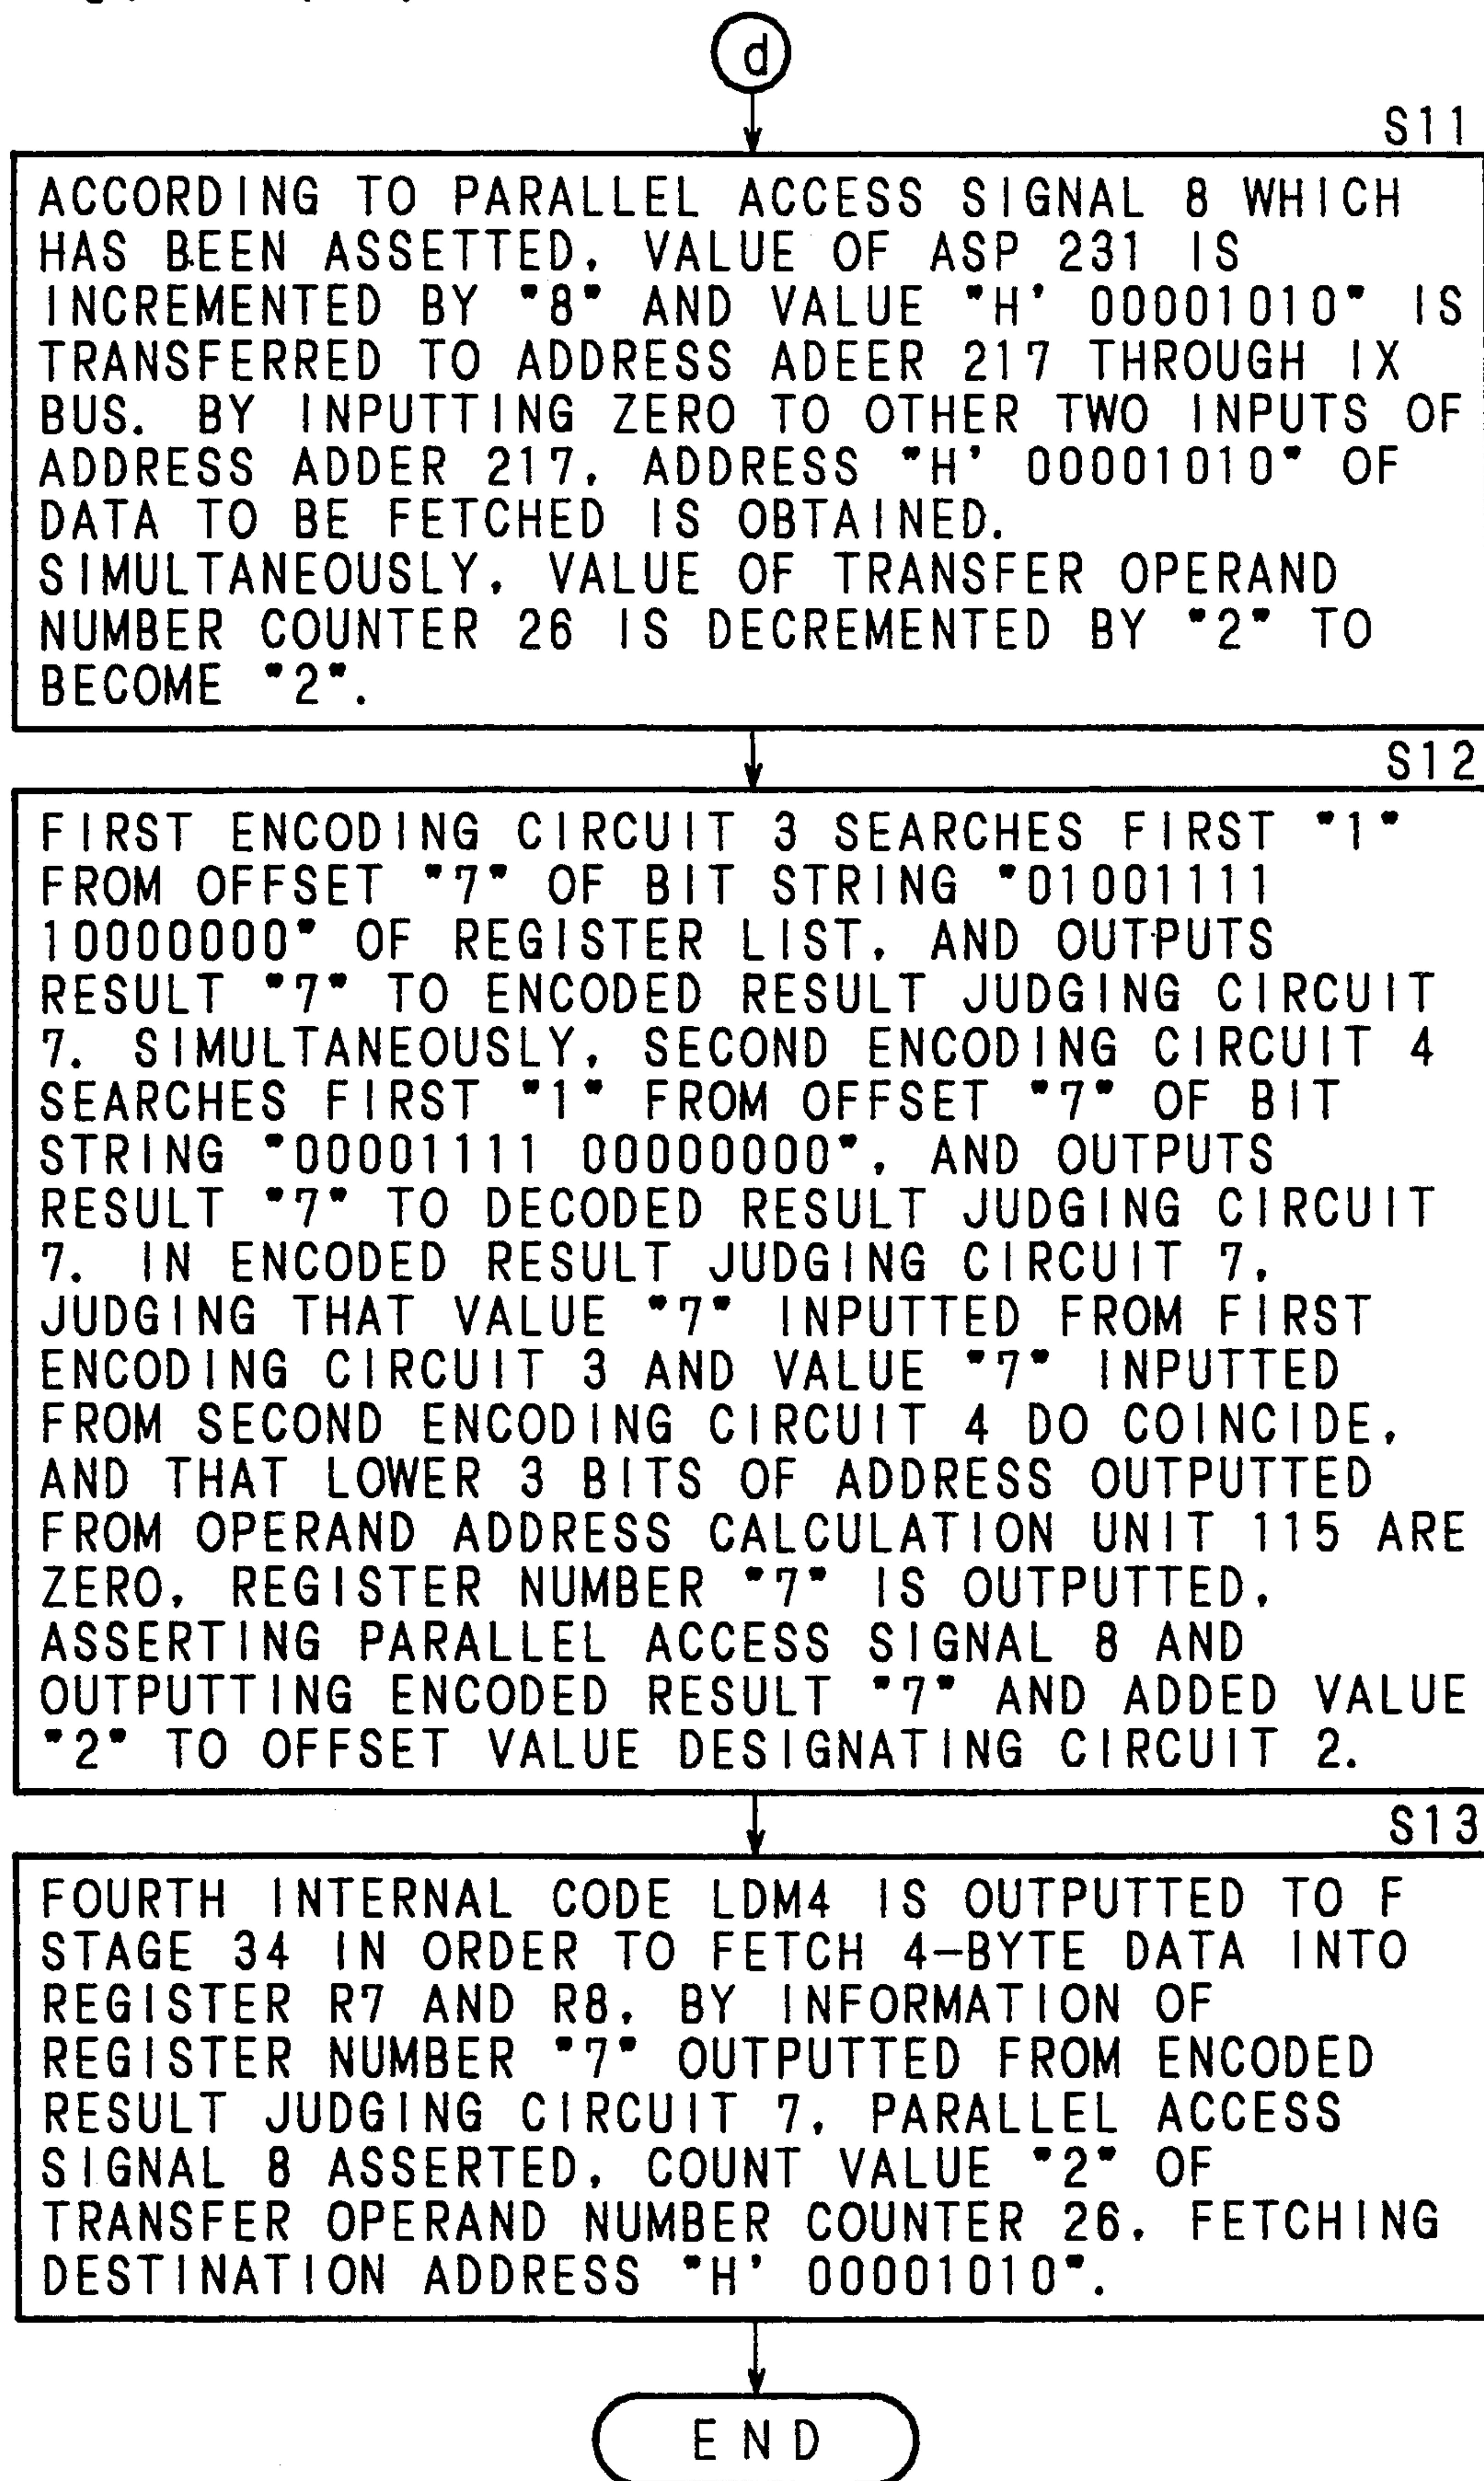 d
S11
ACCORDING TO PARALLEL ACCESS SIGNAL 8 WHICH
HAS BEEN ASSETTED, VALUE OF ASP 231 IS
INCREMENTED BY "8" AND VALUE "H' 00001010" IS
TRANSFERRED TO ADDRESS ADEER 217 THROUGH IX
BUS. BY INPUTTING ZERO TO OTHER TWO INPUTS OF
ADDRESS ADDER 217, ADDRESS "H' 00001010" OF
DATA TO BE FETCHED IS OBTAINED.
SIMULTANEOUSLY, VALUE OF TRANSFER OPERAND
NUMBER COUNTER 26 IS DECREMENTED BY "2" TO
BECOME "2".
S12
FIRST ENCODING CIRCUIT 3 SEARCHES FIRST "1"
FROM OFFSET "7" OF BIT STRING "01001111
10000000" OF REGISTER LIST, AND OUTPUTS
RESULT "7" TO ENCODED RESULT JUDGING CIRCUIT
7. SIMULTANEOUSLY, SECOND ENCODING CIRCUIT 4
SEARCHES FIRST "1" FROM OFFSET "7" OF BIT
STRING "00001111 00000000", AND OUTPUTS
RESULT "7" TO DECODED RESULT JUDGING CIRCUIT
7. IN ENCODED RESULT JUDGING CIRCUIT 7,
JUDGING THAT VALUE "7" INPUTTED FROM FIRST
ENCODING CIRCUIT 3 AND VALUE "7" INPUTTED
FROM SECOND ENCODING CIRCUIT 4 DO COINCIDE,
AND THAT LOWER 3 BITS OF ADDRESS OUTPUTTED
FROM OPERAND ADDRESS CALCULATION UNIT 115 ARE
ZERO, REGISTER NUMBER "7" IS OUTPUTTED,
ASSERTING PARALLEL ACCESS SIGNAL 8 AND
OUTPUTTING ENCODED RESULT "7" AND ADDED VALUE
"2" TO OFFSET VALUE DESIGNATING CIRCUIT 2.
S13
FOURTH INTERNAL CODE LDM4 IS OUTPUTTED TO F
STAGE 34 IN ORDER TO FETCH 4-BYTE DATA INTO
REGISTER R7 AND R8, BY INFORMATION OF
REGISTER NUMBER "7" OUTPUTTED FROM ENCODED
RESULT JUDGING CIRCUIT 7, PARALLEL ACCESS
SIGNAL 8 ASSERTED, COUNT VALUE "2" OF
TRANSFER OPERAND NUMBER COUNTER 26, FETCHING
DESTINATION ADDRESS "H' 00001010".
END